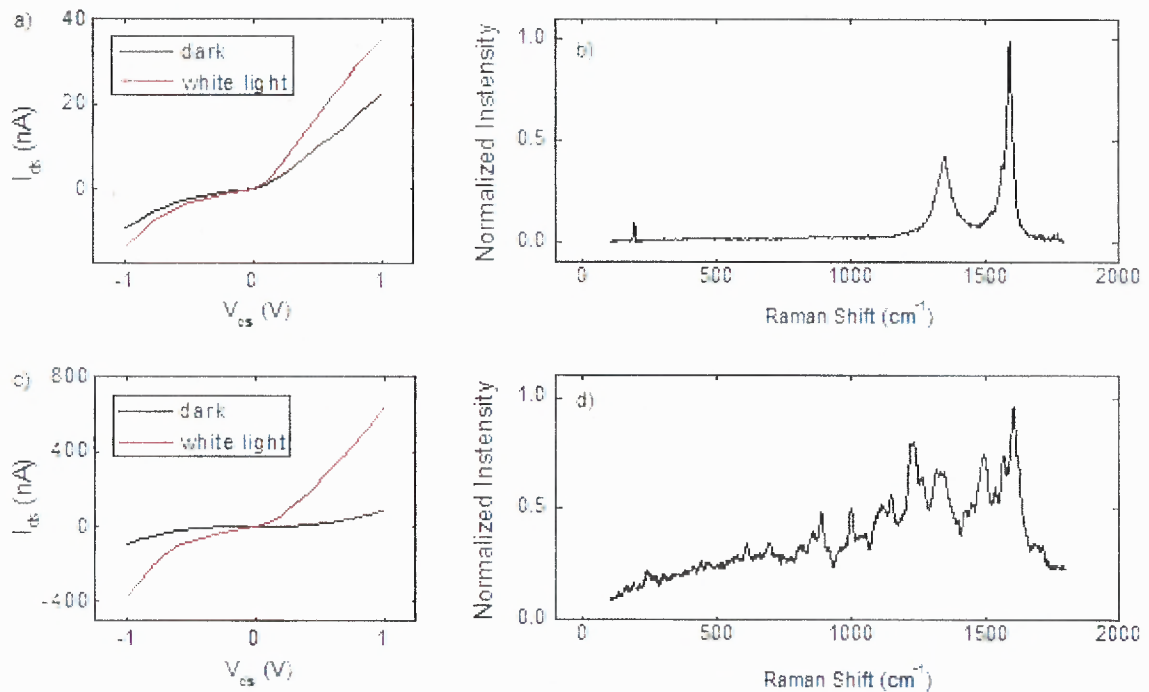 a)
40
20
0
-1
0
1
I_ds (nA)
V_ds (V)
dark
white light
b)
1.0
0.5
0.0
0
500
1000
1500
2000
Normalized Instensity
Raman Shift (cm⁻¹)
c)
800
400
0
-400
-1
0
1
I_ds (nA)
V_ds (V)
dark
white light
d)
1.0
0.5
0.0
0
500
1000
1500
2000
Normalized Instensity
Raman Shift (cm⁻¹)